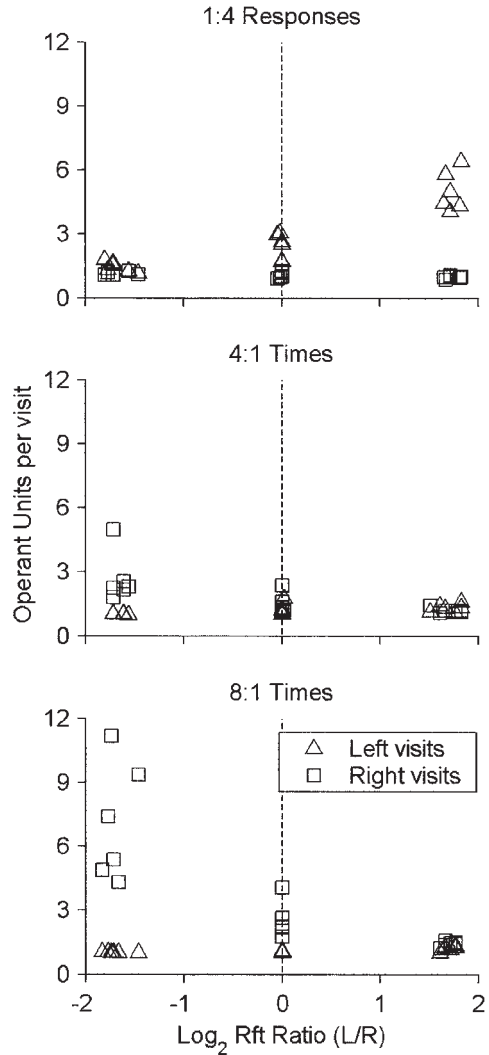 1:4 Responses
12
9
6
3
0
4:1 Times
12
9
6
3
0
Operant Units per visit
8:1 Times
12
9
6
3
0
Left visits
Right visits
-2 -1 0 1 2
Log2 Rft Ratio (L/R)